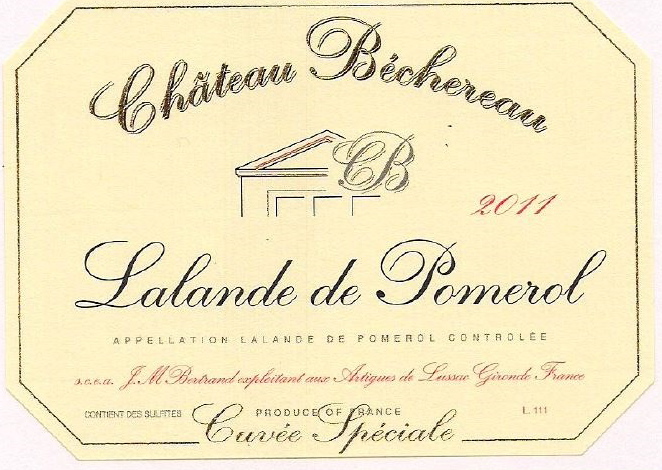 Château Béchereau
CB
2011
Lalande de Pomerol
APPELLATION LALANDE DE POMEROL CONTROLÉE
s.c.e.a. J.M Bertrand exploitant aux Artigues de Lussac Gironde France
CONTIENT DES SULFITES PRODUCE OF FRANCE L.111
Cuvée Spéciale